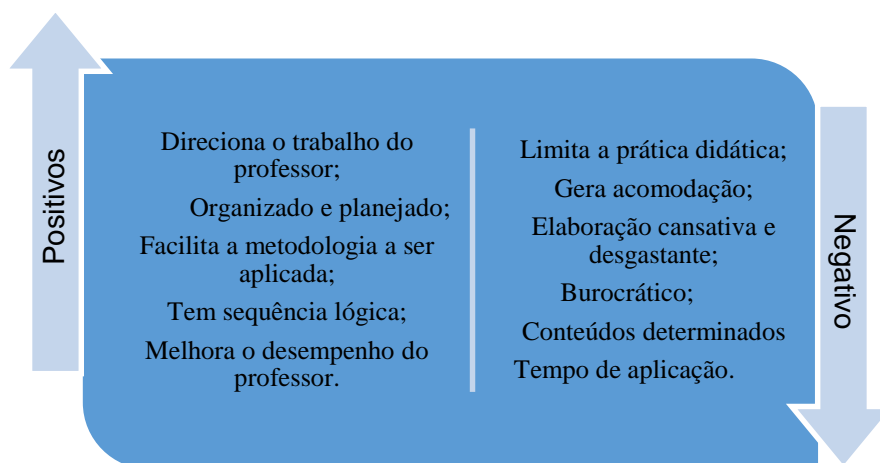 Positivos
Direciona o trabalho do
professor;
Organizado e planejado;
Facilita a metodologia a ser
aplicada;
Tem sequência lógica;
Melhora o desempenho do
professor.
Limita a prática didática;
Gera acomodação;
Elaboração cansativa e
desgastante;
Burocrático;
Conteúdos determinados
Tempo de aplicação.
Negativo